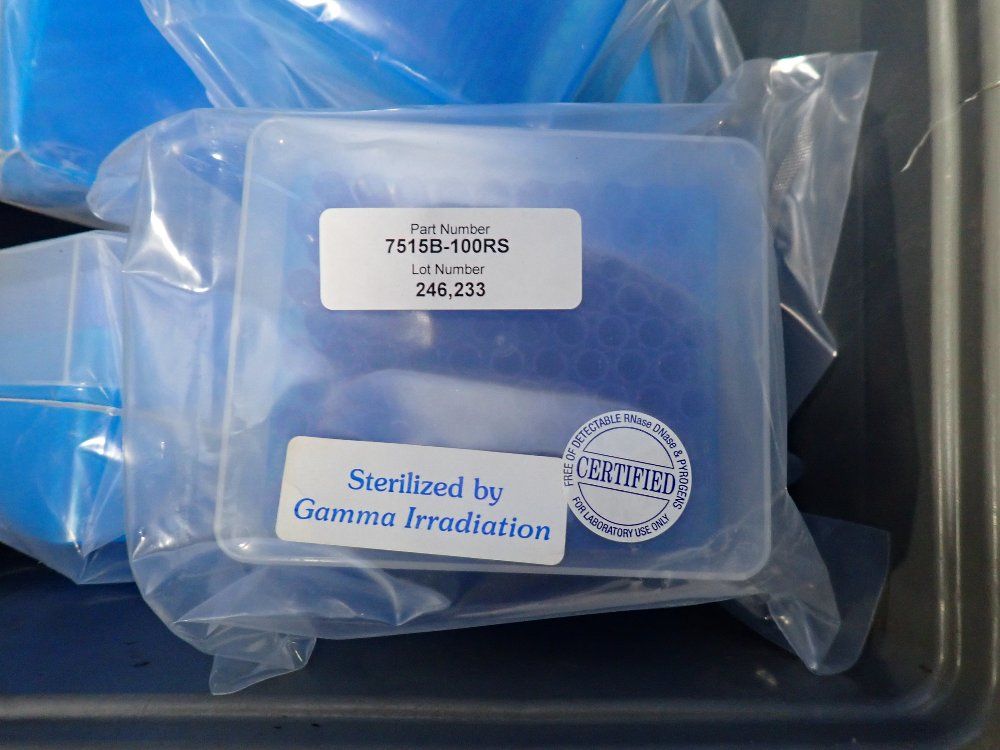 Part Number
7515B-100RS
Lot Number
246,233
Sterilized by
Gamma Irradiation
FREE OF DETECTABLE RNase DNase & PYROGENS
CERTIFIED
FOR LABORATORY USE ONLY